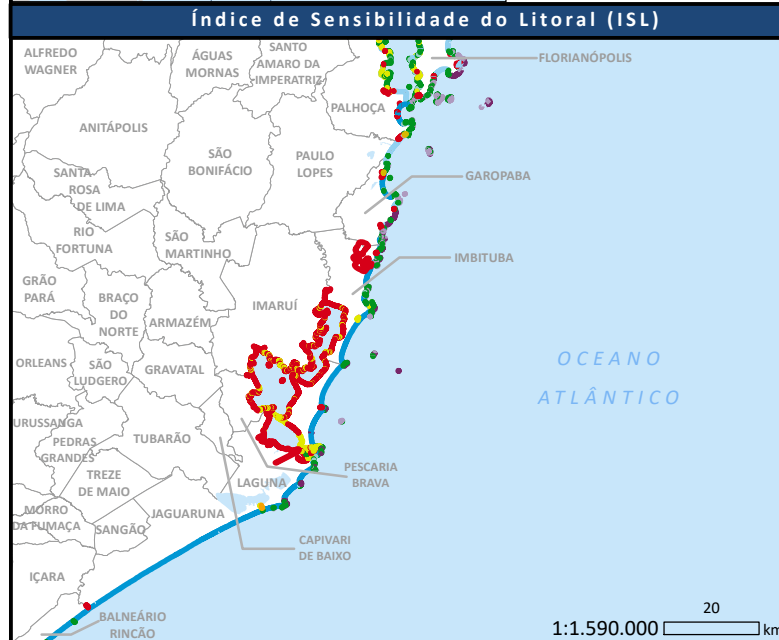 Índice de Sensibilidade do Litoral (ISL)
ALFREDO
WAGNER
ÁGUAS
MORNAS
SANTO
AMARO DA
IMPERATRIZ
FLORIANÓPOLIS
PALHOÇA
ANITÁPOLIS
SÃO
BONIFÁCIO
PAULO
LOPES
SANTA
ROSA
DE LIMA
GAROPABA
RIO
FORTUNA
SÃO
MARTINHO
IMBITUBA
GRÃO
PARÁ
BRAÇO
DO
NORTE
ARMAZÉM
IMARUÍ
ORLEANS
SÃO
LUDGERO
GRAVATAL
OCEANO
ATLÂNTICO
URUSSANGA
PEDRAS
GRANDES
TUBARÃO
TREZE
DE MAIO
PESCARIA
BRAVA
LAGUNA
MORRO
DA FUMAÇA
SANGÃO
JAGUARUNA
CAPIVARI
DE BAIXO
IÇARA
BALNEÁRIO
RINCÃO
20
1:1.590.000
km